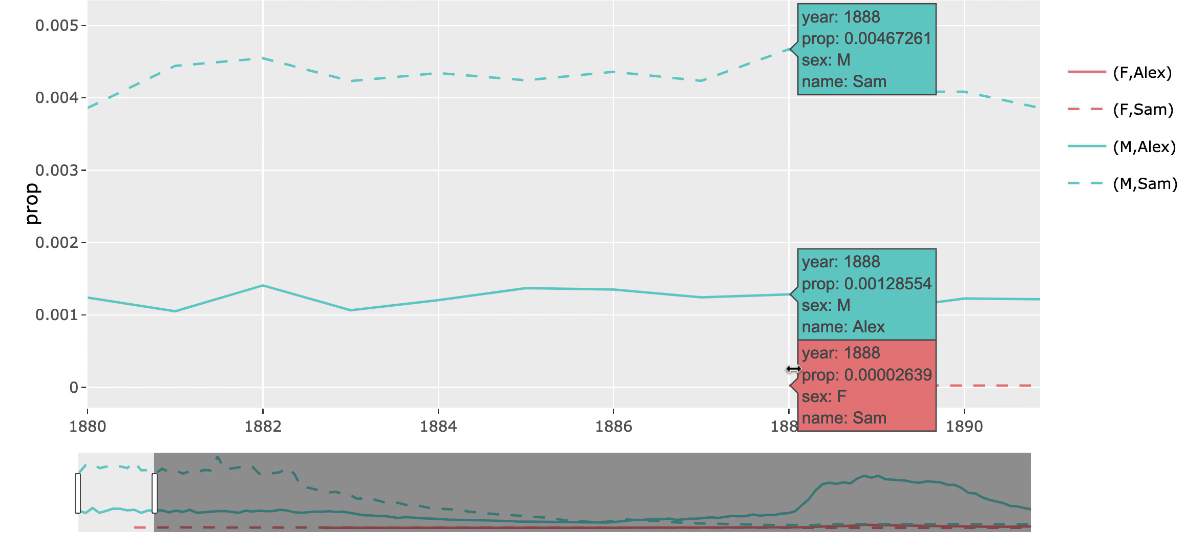 0.005
0.004
0.003
0.002
0.001
0
prop
1880
1882
1884
1886
188
1890
year: 1888
prop: 0.00467261
sex: M
name: Sam
year: 1888
prop: 0.00128554
sex: M
name: Alex
year: 1888
prop: 0.00002639
sex: F
name: Sam
(F,Alex)
(F,Sam)
(M,Alex)
(M,Sam)